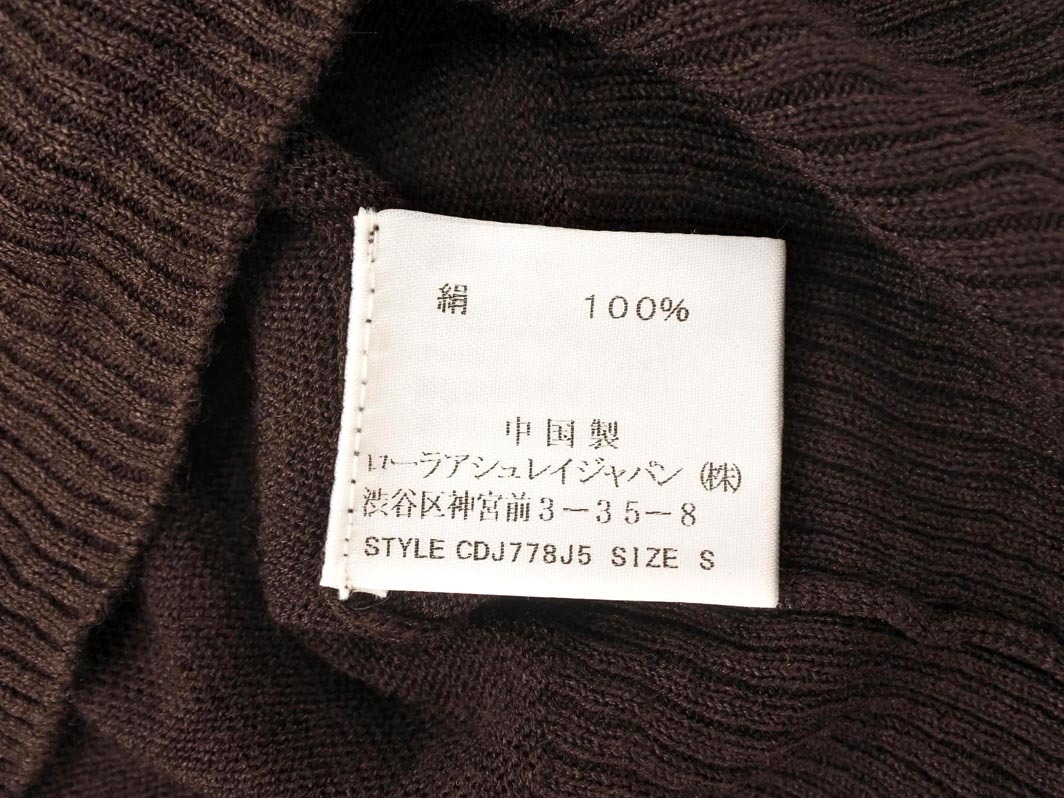 絹 100%
中国製
ローラアシュレイジャパン (株)
渋谷区神宮前3-35-8
STYLE CDJ778J5 SIZE S